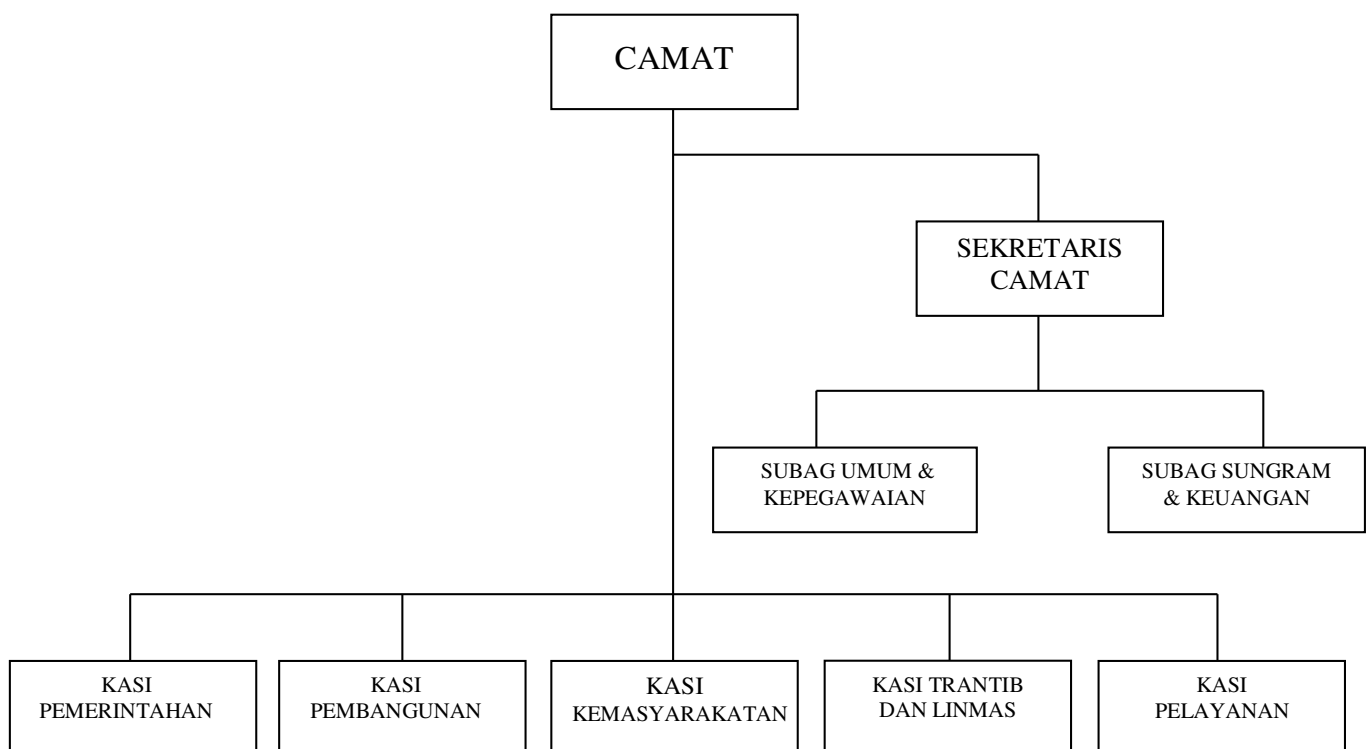 CAMAT
SEKRETARIS
CAMAT
SUBAG UMUM &
KEPEGAWAIAN
SUBAG SUNGRAM
& KEUANGAN
KASI
PEMERINTAHAN
KASI
PEMBANGUNAN
KASI
KEMASYARAKATAN
KASI TRANTIB
DAN LINMAS
KASI
PELAYANAN